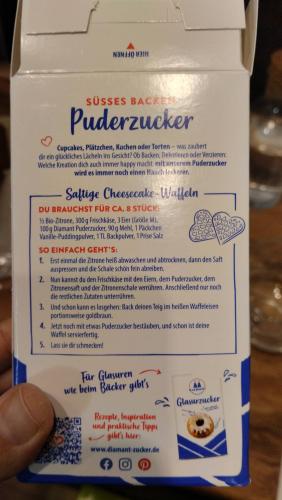 HIER ÖFFNEN
SÜSSES BACKEN
Puderzucker
Cupcakes, Plätzchen, Kuchen oder Torten – was zaubert
dir ein glückliches Lächeln ins Gesicht? Ob Backen, Dekorieren oder Verzieren:
Welche Kreation dich auch immer happy macht: mit unserem Puderzucker
wird es immer noch einen Hauch leckerer.
Saftige Cheesecake-Waffeln
DU BRAUCHST FÜR CA. 8 STÜCK:
½ Bio-Zitrone, 300 g Frischkäse, 3 Eier (Größe M),
100 g Diamant Puderzucker, 90 g Mehl, 1 Päckchen
Vanille-Puddingpulver, 1 TL Backpulver, 1 Prise Salz
SO EINFACH GEHT'S:
1. Erst einmal die Zitrone heiß abwaschen und abtrocknen, dann den Saft
auspressen und die Schale schön fein abreiben.
2. Nun kannst du den Frischkäse mit den Eiern, dem Puderzucker, dem
Zitronensaft und der Zitronenschale verrühren. Anschließend nur noch
die restlichen Zutaten unterrühren.
3. Und schon kann es losgehen: Back deinen Teig im heißen Waffeleisen
portionsweise goldbraun.
4. Jetzt noch mit etwas Puderzucker bestäuben, und schon ist deine
Waffel servierfertig.
5. Lass sie dir schmecken!
Für Glasuren
wie beim Bäcker gibt's
Glasurzucker
Rezepte, Inspiration
und praktische Tipps
gibt's hier:
www.diamant-zucker.de